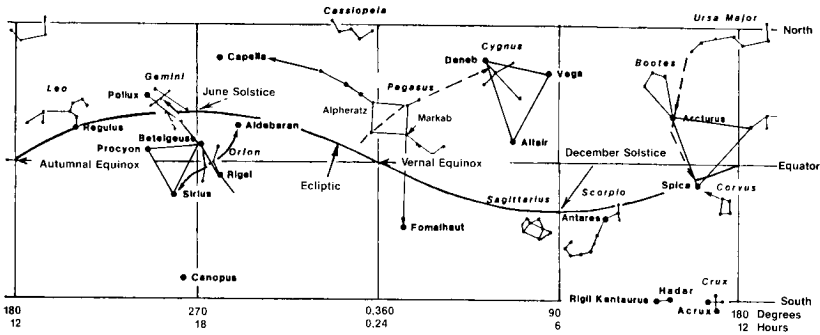 Cassiopeia
Ursa Major
North
Capella
Deneb
Cygnus
Bootes
Gemini
Pollux
June Solstice
Pegasus
Vega
Leo
Alpheratz
Markab
Arcturus
Regulus
Aldebaran
Betelgeuse
Altair
Procyon
Orion
December Solstice
Autumnal Equinox
Vernal Equinox
Equator
Rigel
Ecliptic
Sirius
Sagittarius
Scorpio
Spica
Corvus
Antares
Fomalhaut
Canopus
Crux
Hadar
Rigil Kantaurus
South
Acrux
180 270 0.360 90 180 Degrees
12 18 0.24 6 12 Hours